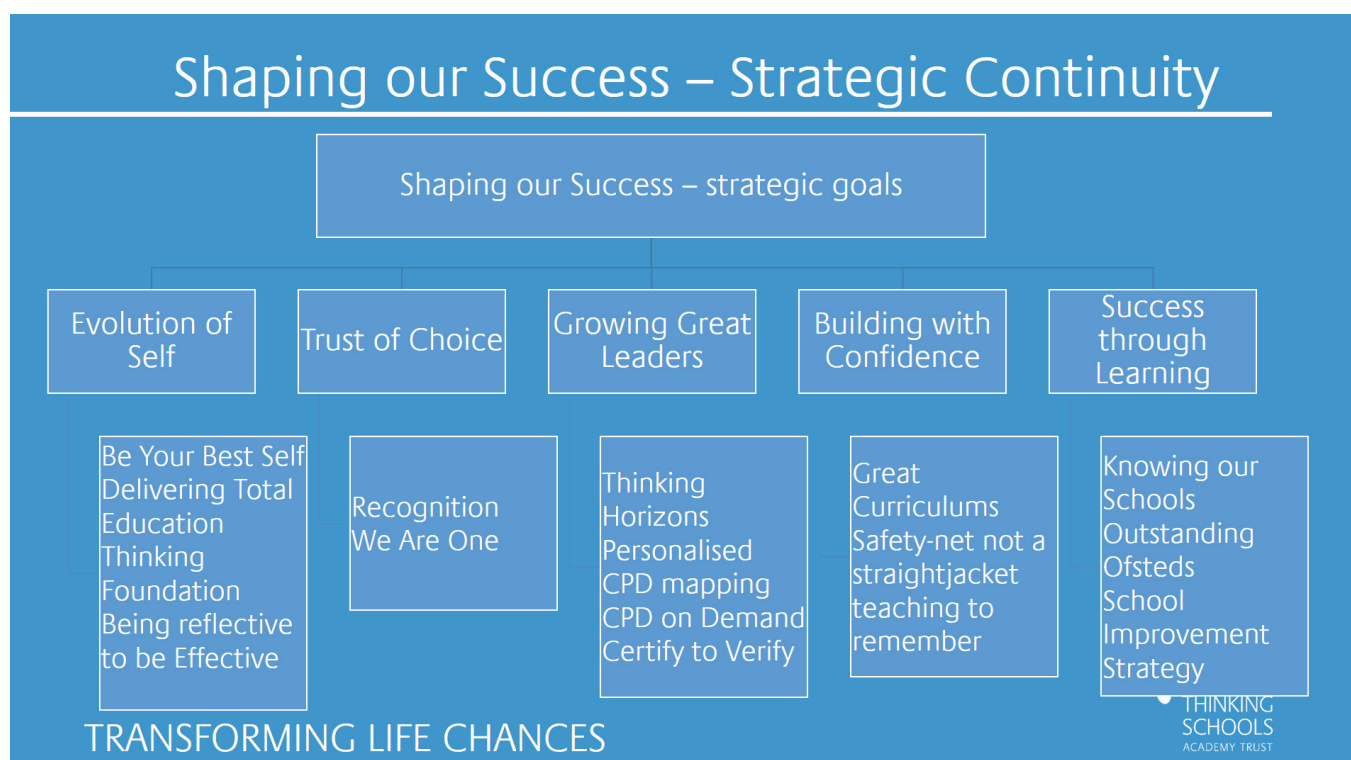 Shaping our Success – Strategic Continuity
Shaping our Success – strategic goals
Evolution of
Self
Trust of Choice
Growing Great
Leaders
Building with
Confidence
Success
through
Learning
Be Your Best Self
Delivering Total
Education
Thinking
Foundation
Being reflective
to be Effective
Recognition
We Are One
Thinking
Horizons
Personalised
CPD mapping
CPD on Demand
Certify to Verify
Great
Curriculums
Safety-net not a
straightjacket
teaching to
remember
Knowing our
Schools
Outstanding
Ofsteds
School
Improvement
Strategy
TRANSFORMING LIFE CHANCES
THINKING
SCHOOLS
ACADEMY TRUST